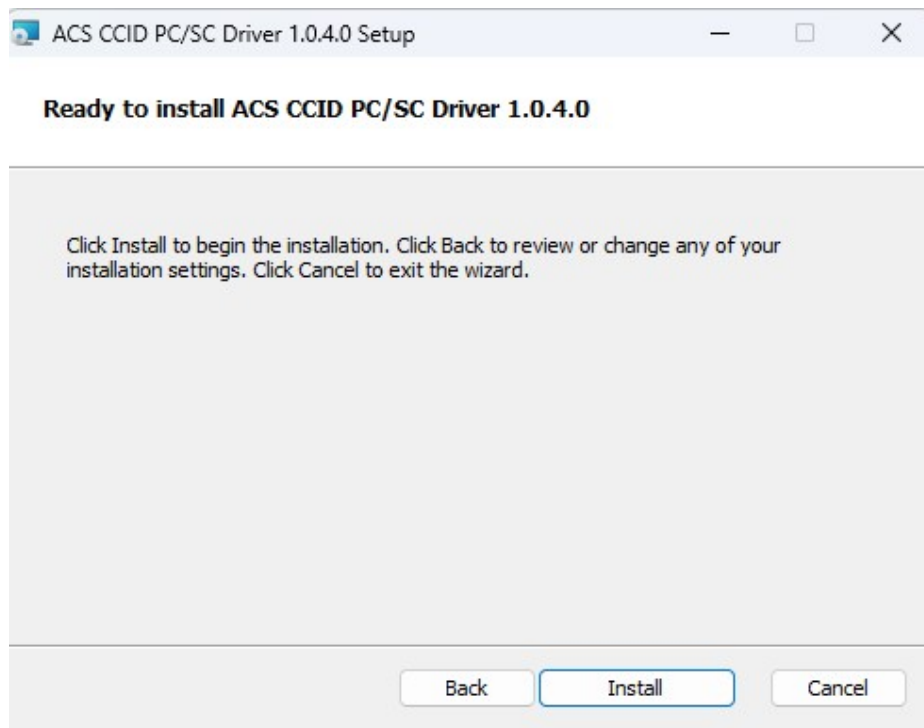 ACS CCID PC/SC Driver 1.0.4.0 Setup
Ready to install ACS CCID PC/SC Driver 1.0.4.0
Click Install to begin the installation. Click Back to review or change any of your
installation settings. Click Cancel to exit the wizard.
Back Install Cancel